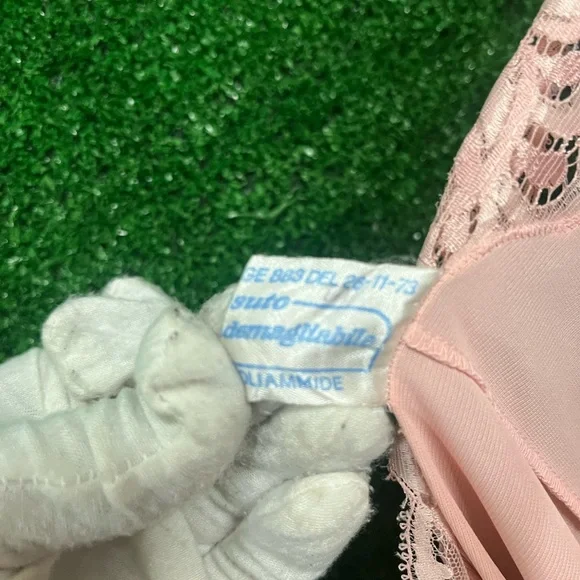 GE 883 DEL 26-11-73
auto
demagliabile
OLIAMMIDE